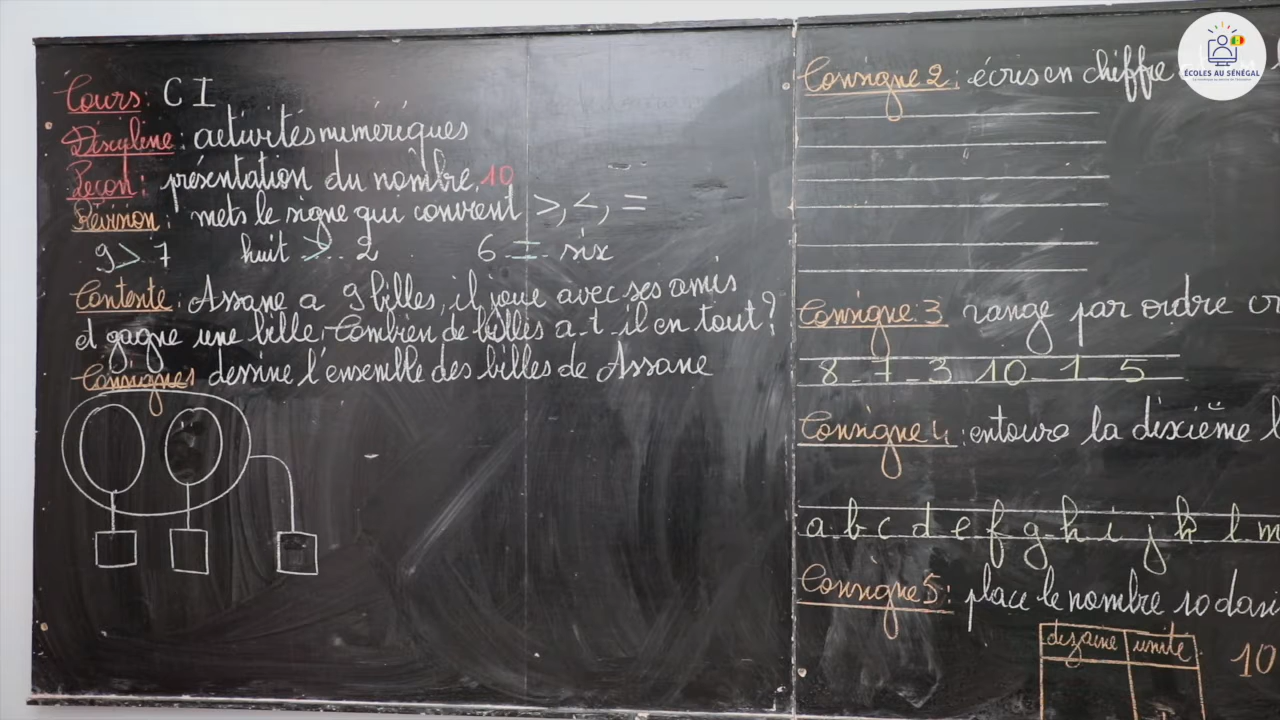 Cours: CI
Discipline: activités numériques
Leçon: présentation du nombre 10
Révision: mets le signe qui convient >, <, =
9 > 7 huit > 2 6 = six
Contexte: Assane a 9 billes, il joue avec ses amis
et gagne une bille. Combien de billes a-t-il en tout?
Consigne 1 dessine l'ensemble des billes de Assane
Consigne 2: écris en chiffre
Consigne 3 range par ordre cr
8 - 7 - 3 - 10 - 1 - 5
Consigne 4: entoure la dixième l
a b c d e f g h i j k l m
Consigne 5: place le nombre 10 dans
dizaine unité
10
ÉCOLES AU SÉNÉGAL